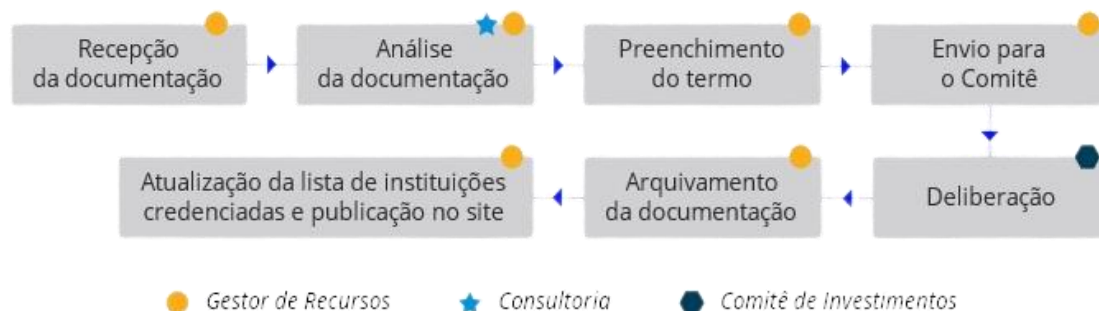 Recepção
da documentação
Análise
da documentação
Preenchimento
do termo
Envio para
o Comitê
Deliberação
Arquivamento
da documentação
Atualização da lista de instituições
credenciadas e publicação no site
Gestor de Recursos
Consultoria
Comitê de Investimentos